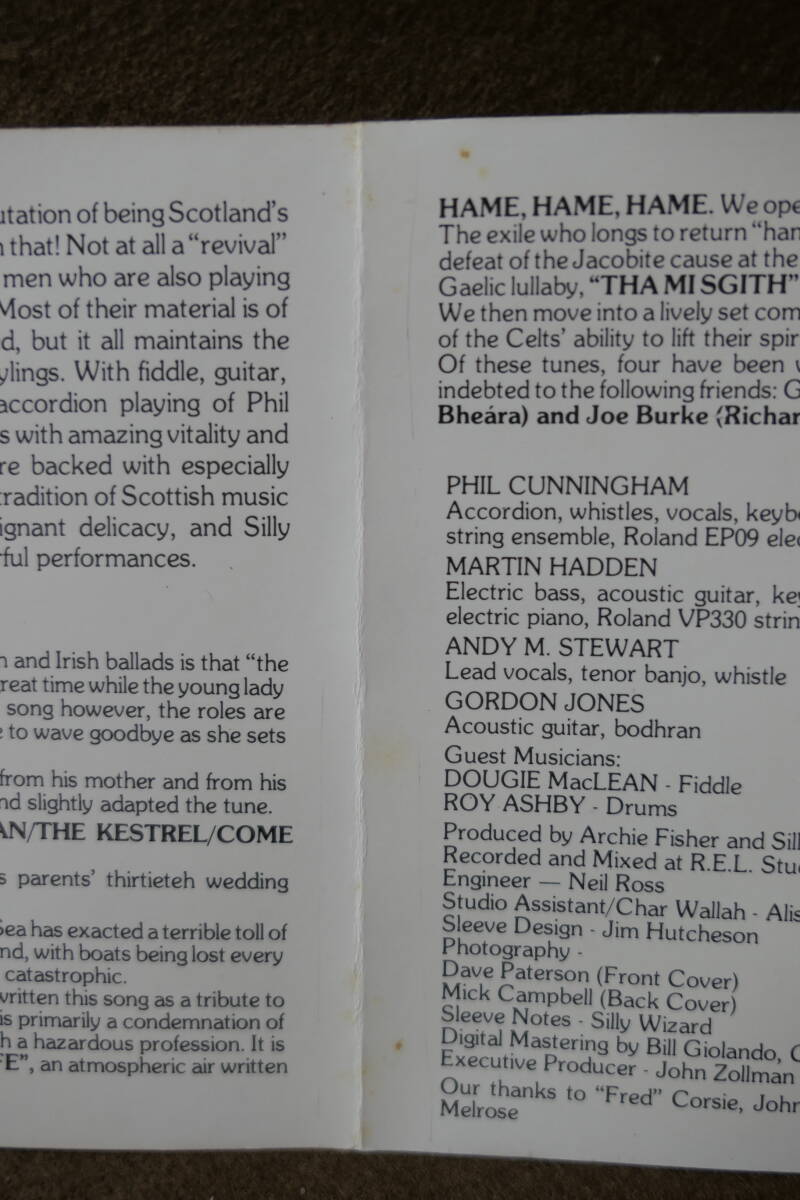 utation of being Scotland's
that! Not at all a "revival"
men who are also playing
Most of their material is of
d, but it all maintains the
ylings. With fiddle, guitar,
accordion playing of Phil
s with amazing vitality and
re backed with especially
tradition of Scottish music
ignant delicacy, and Silly
rful performances.
and Irish ballads is that "the
reat time while the young lady
song however, the roles are
to wave goodbye as she sets
from his mother and from his
nd slightly adapted the tune.
AN/THE KESTREL/COME
s parents' thirtieteh wedding
Sea has exacted a terrible toll of
nd, with boats being lost every
catastrophic.
written this song as a tribute to
is primarily a condemnation of
h a hazardous profession. It is
FE", an atmospheric air written
HAME, HAME, HAME. We ope
The exile who longs to return "ham
defeat of the Jacobite cause at the
Gaelic lullaby, "THA MI SGITH"
We then move into a lively set com
of the Celts' ability to lift their spir
Of these tunes, four have been
indebted to the following friends: G
Bheára) and Joe Burke (Richar
PHIL CUNNINGHAM
Accordion, whistles, vocals, keybo
string ensemble, Roland EP09 elec
MARTIN HADDEN
Electric bass, acoustic guitar, key
electric piano, Roland VP330 strin
ANDY M. STEWART
Lead vocals, tenor banjo, whistle
GORDON JONES
Acoustic guitar, bodhran
Guest Musicians:
DOUGIE MacLEAN - Fiddle
ROY ASHBY - Drums
Produced by Archie Fisher and Sill
Recorded and Mixed at R.E.L. Stud
Engineer — Neil Ross
Studio Assistant/Char Wallah - Alis
Sleeve Design - Jim Hutcheson
Photography -
Dave Paterson (Front Cover)
Mick Campbell (Back Cover)
Sleeve Notes - Silly Wizard
Digital Mastering by Bill Giolando, C
Executive Producer - John Zollman
Our thanks to "Fred" Corsie, John
Melrose